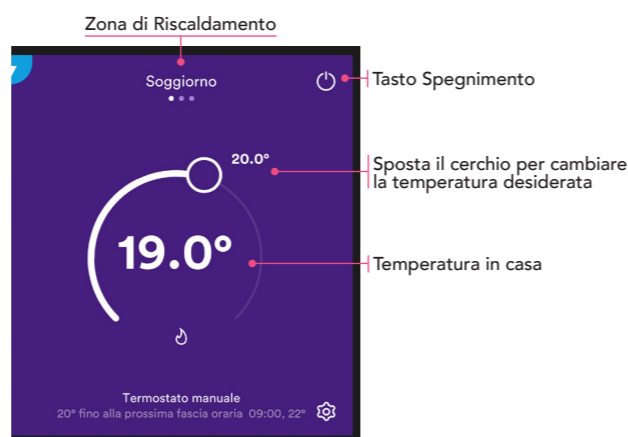 Zona di Riscaldamento
Soggiorno
Tasto Spegnimento
20.0°
Sposta il cerchio per cambiare
la temperatura desiderata
19.0°
Temperatura in casa
Termostato manuale
20° fino alla prossima fascia oraria 09:00, 22°